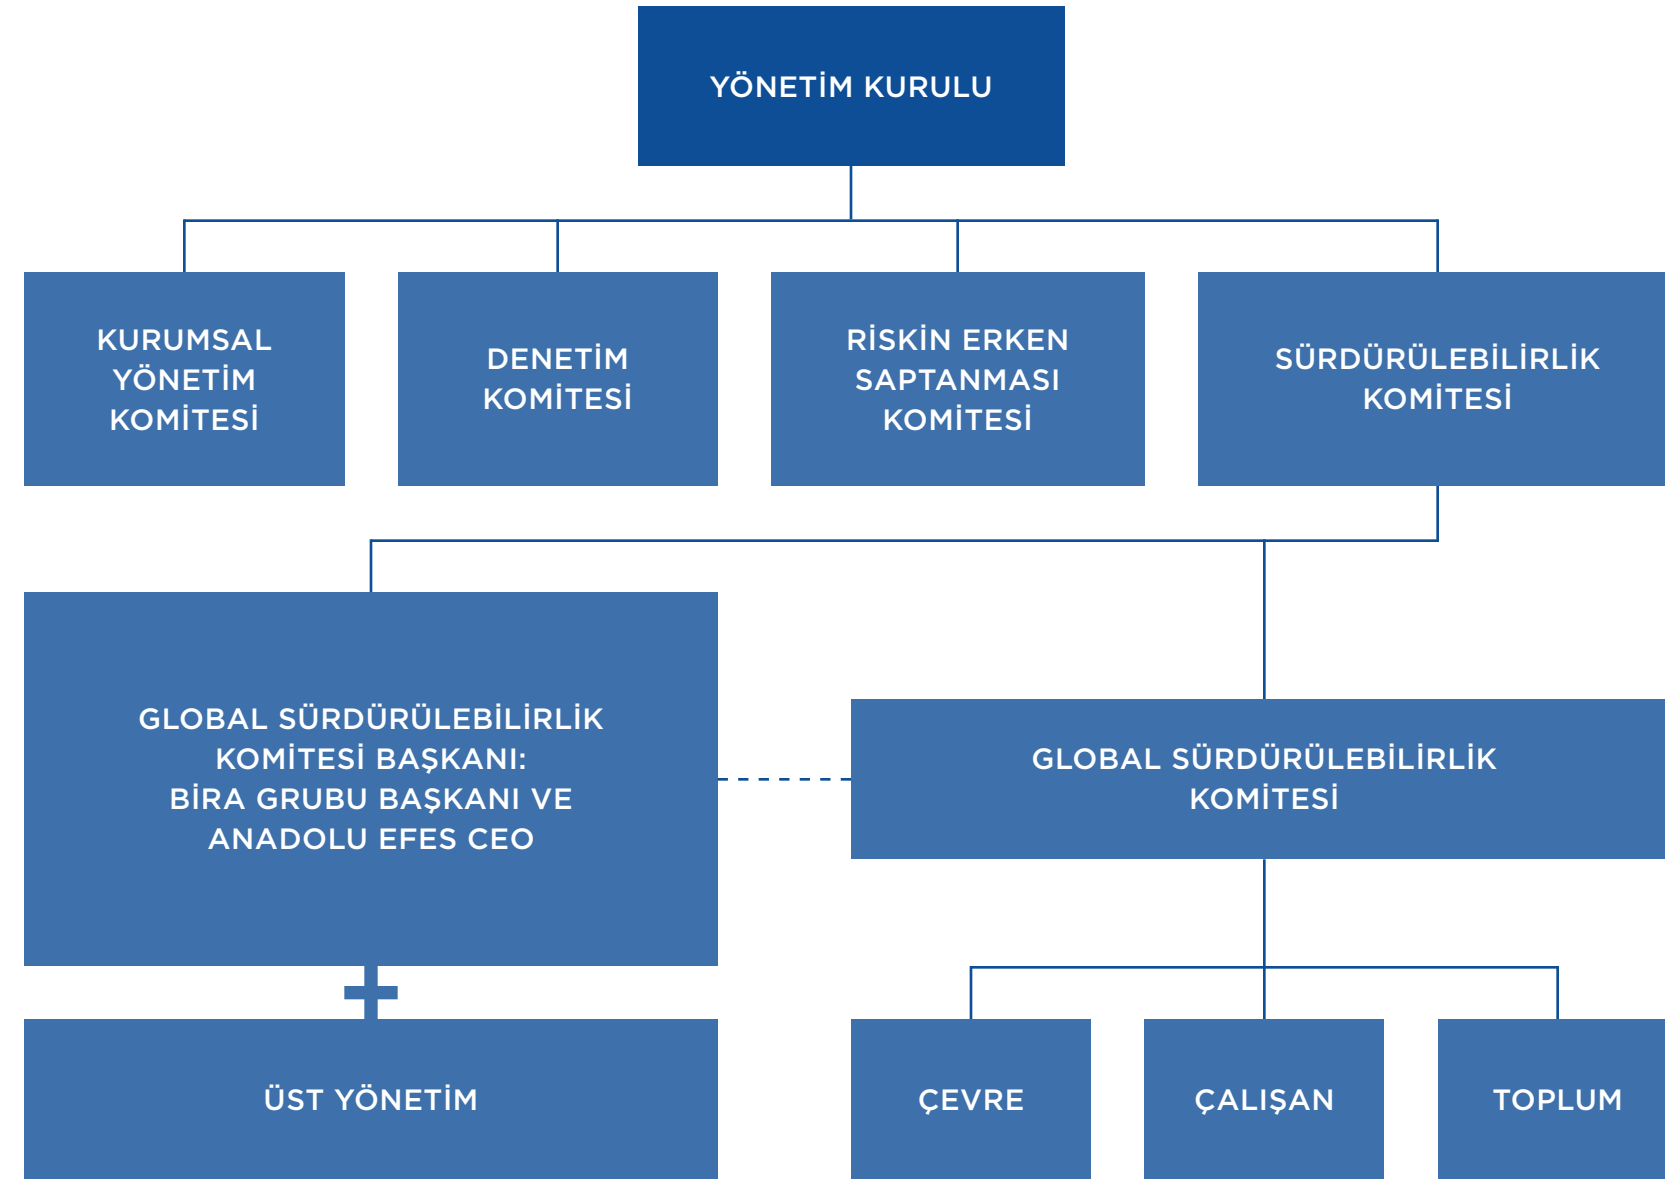 YÖNETİM KURULU
KURUMSAL
YÖNETİM
KOMİTESİ
DENETİM
KOMİTESİ
RİSKİN ERKEN
SAPTANMASI
KOMİTESİ
SÜRDÜRÜLEBİLİRLİK
KOMİTESİ
GLOBAL SÜRDÜRÜLEBİLİRLİK
KOMİTESİ BAŞKANI:
BİRA GRUBU BAŞKANI VE
ANADOLU EFES CEO
GLOBAL SÜRDÜRÜLEBİLİRLİK
KOMİTESİ
ÜST YÖNETİM
ÇEVRE
ÇALIŞAN
TOPLUM